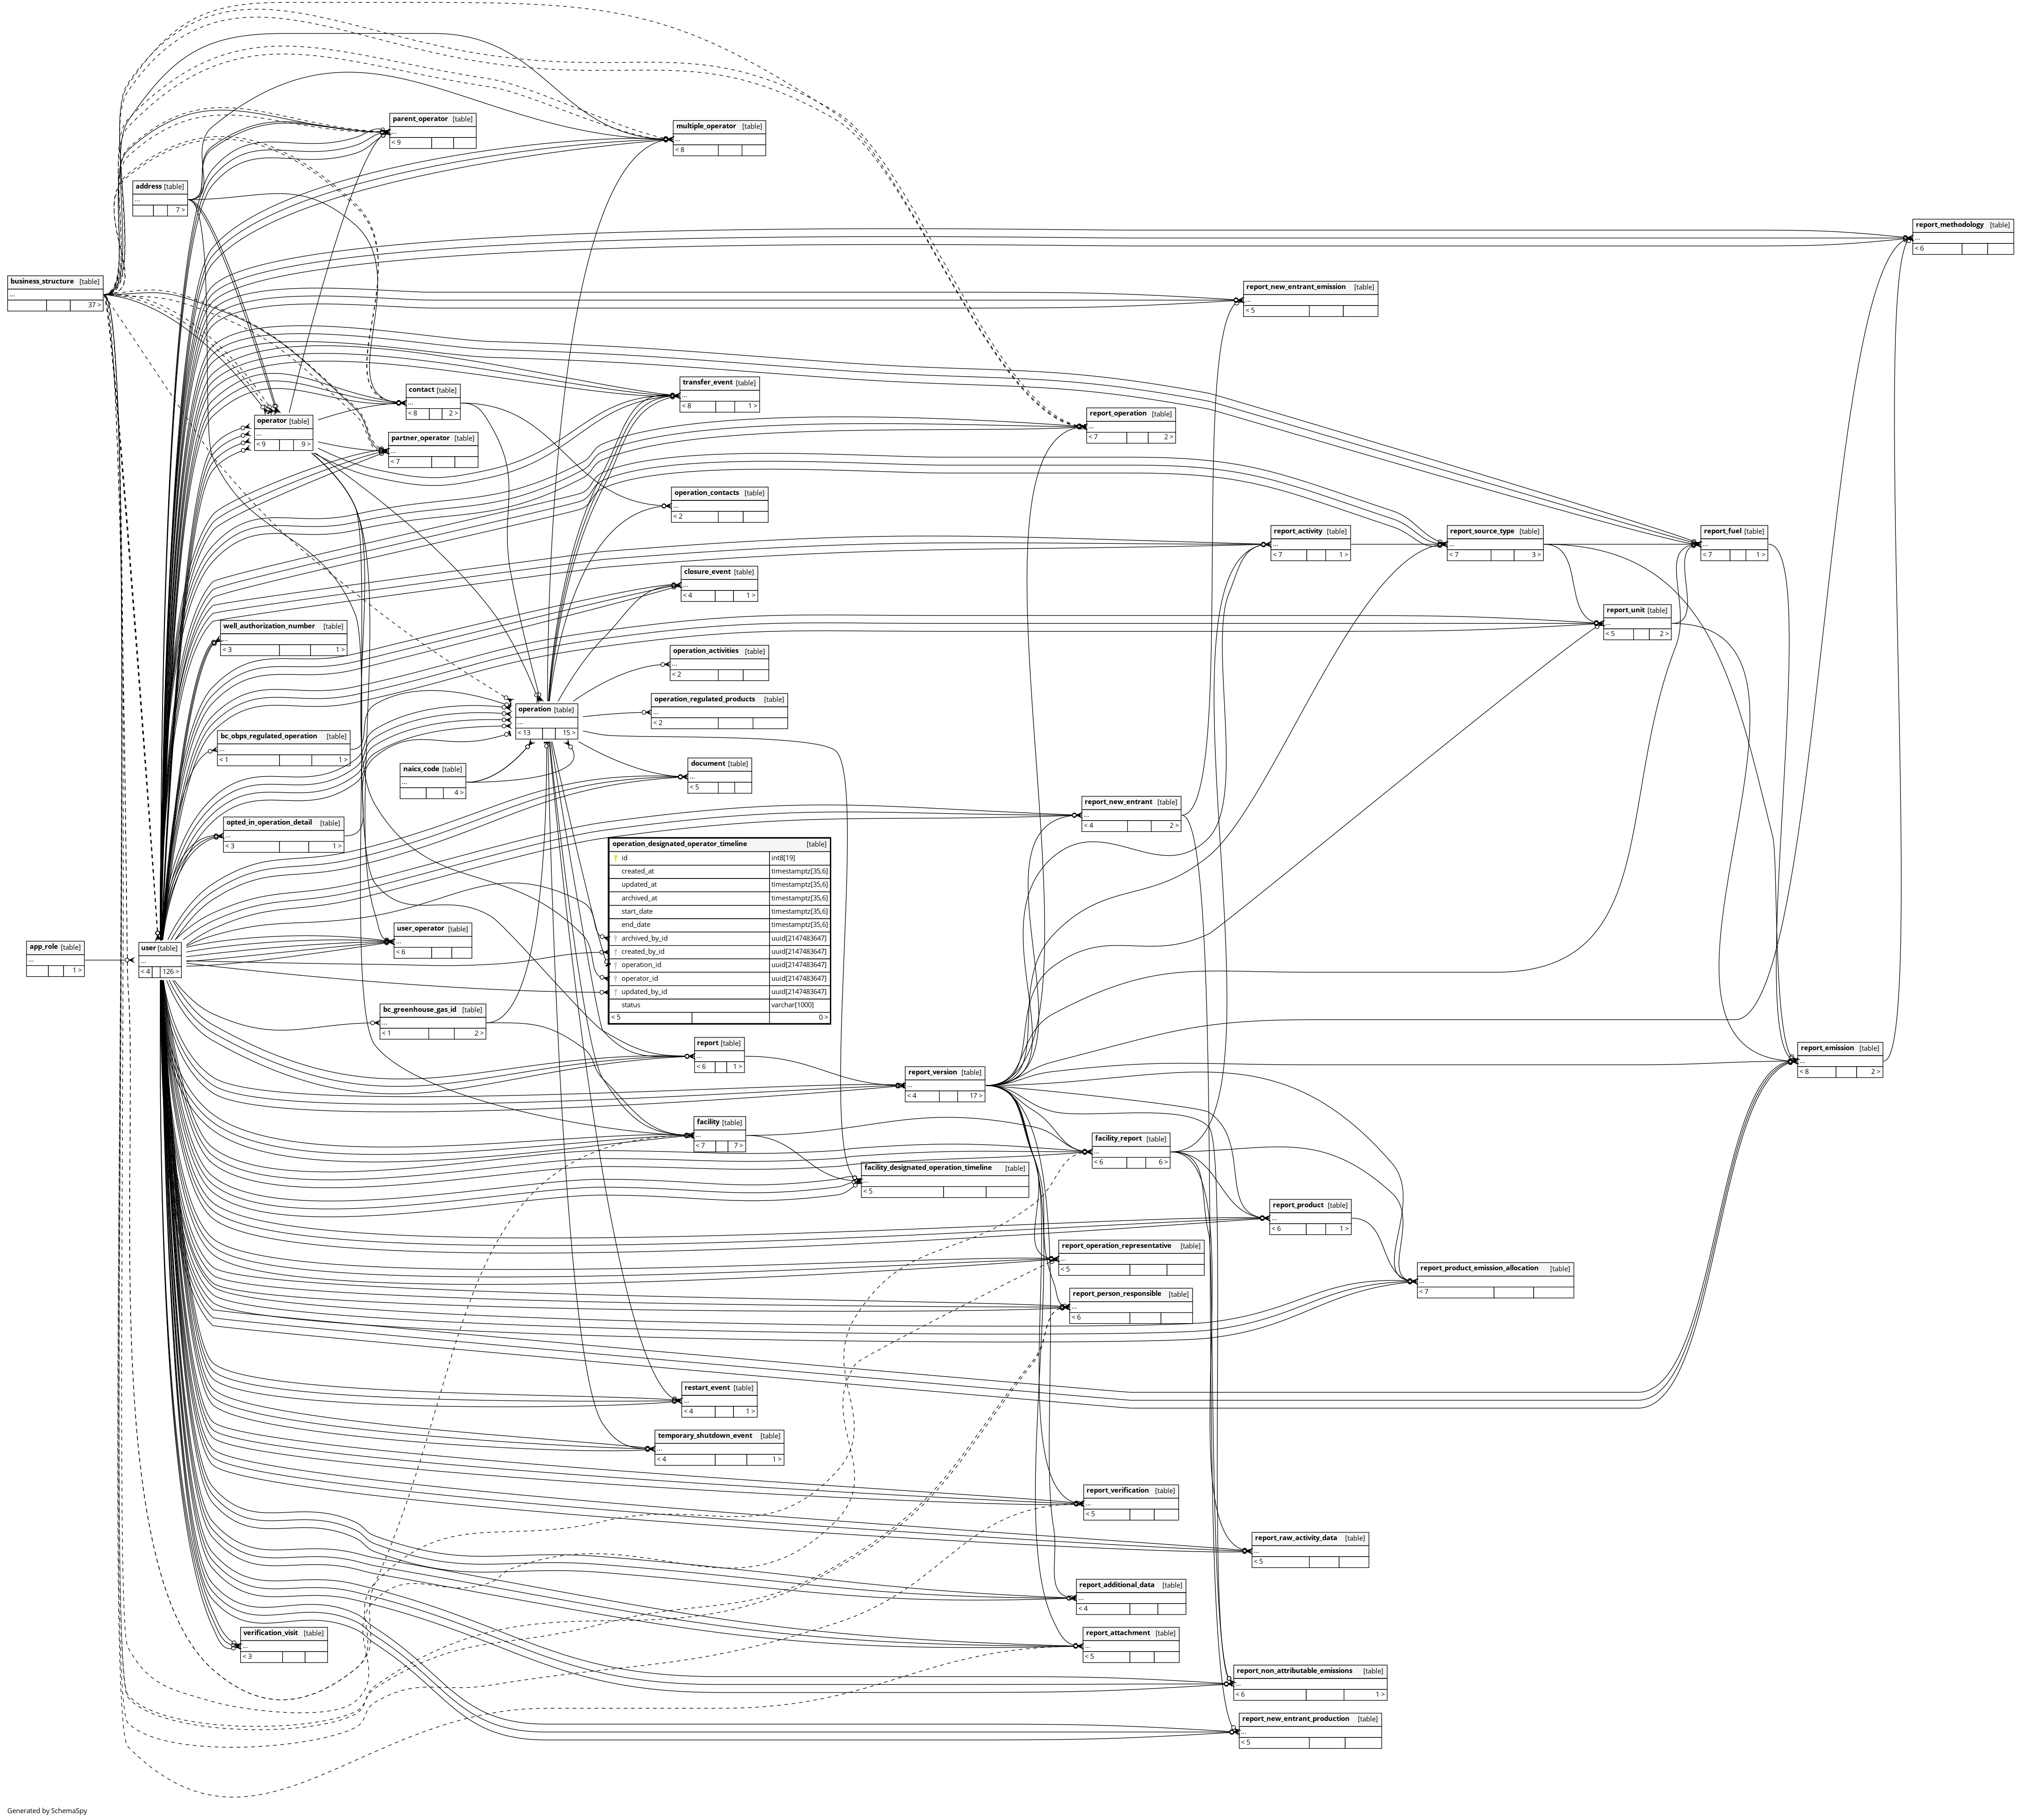 parent_operator [table]
...
< 9
multiple_operator [table]
...
< 8
address [table]
...
7 >
report_methodology [table]
...
< 6
business_structure [table]
...
37 >
report_new_entrant_emission [table]
...
< 5
transfer_event [table]
...
< 8 1 >
contact [table]
...
< 8 2 >
operator [table]
...
< 9 9 >
report_operation [table]
...
< 7 2 >
partner_operator [table]
...
< 7
operation_contacts [table]
...
< 2
report_activity [table]
...
< 7 1 >
report_source_type [table]
...
< 7 3 >
report_fuel [table]
...
< 7 1 >
closure_event [table]
...
< 4 1 >
report_unit [table]
...
< 5 2 >
well_authorization_number [table]
...
< 3 1 >
operation_activities [table]
...
< 2
operation_regulated_products [table]
...
< 2
operation [table]
...
< 13 15 >
bc_obps_regulated_operation [table]
...
< 1 1 >
naics_code [table]
...
4 >
document [table]
...
< 5
report_new_entrant [table]
...
< 4 2 >
opted_in_operation_detail [table]
...
< 3 1 >
operation_designated_operator_timeline [table]
id int8[19]
created_at timestamptz[35,6]
updated_at timestamptz[35,6]
archived_at timestamptz[35,6]
start_date timestamptz[35,6]
end_date timestamptz[35,6]
archived_by_id uuid[2147483647]
created_by_id uuid[2147483647]
operation_id uuid[2147483647]
operator_id uuid[2147483647]
updated_by_id uuid[2147483647]
status varchar[1000]
< 5 0 >
user_operator [table]
...
< 6
app_role [table]
...
1 >
user [table]
...
< 4 126 >
bc_greenhouse_gas_id [table]
...
< 1 2 >
report [table]
...
< 6 1 >
report_emission [table]
...
< 8 2 >
report_version [table]
...
< 4 17 >
facility [table]
...
< 7 7 >
facility_report [table]
...
< 6 6 >
facility_designated_operation_timeline [table]
...
< 5
report_product [table]
...
< 6 1 >
report_operation_representative [table]
...
< 5
report_product_emission_allocation [table]
...
< 7
report_person_responsible [table]
...
< 6
restart_event [table]
...
< 4 1 >
temporary_shutdown_event [table]
...
< 4 1 >
report_verification [table]
...
< 5
report_raw_activity_data [table]
...
< 5
report_additional_data [table]
...
< 4
verification_visit [table]
...
< 3
report_attachment [table]
...
< 5
report_non_attributable_emissions [table]
...
< 6 1 >
report_new_entrant_production [table]
...
< 5
Generated by SchemaSpy